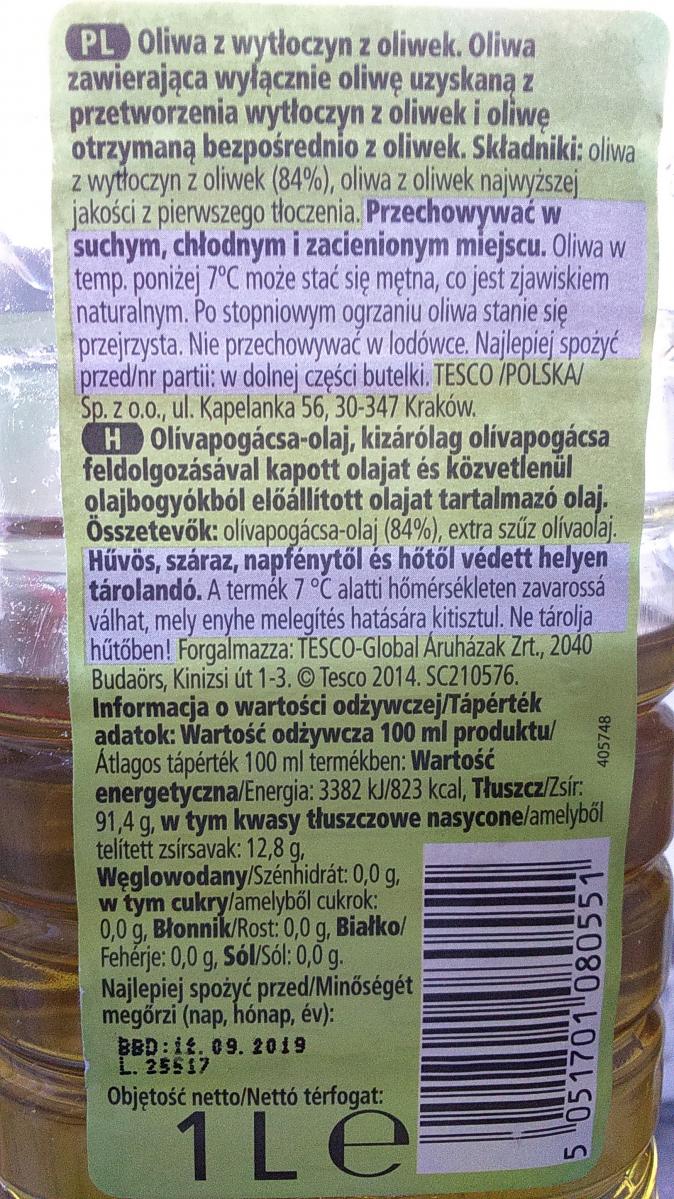 PL Oliwa z wytłoczyn z oliwek. Oliwa
zawierająca wyłącznie oliwę uzyskaną z
przetworzenia wytłoczyn z oliwek i oliwę
otrzymaną bezpośrednio z oliwek. Składniki: oliwa
z wytłoczyn z oliwek (84%), oliwa z oliwek najwyższej
jakości z pierwszego tłoczenia. Przechowywać w
suchym, chłodnym i zacienionym miejscu. Oliwa w
temp. poniżej 7°C może stać się mętna, co jest zjawiskiem
naturalnym. Po stopniowym ogrzaniu oliwa stanie się
przejrzysta. Nie przechowywać w lodówce. Najlepiej spożyć
przed/nr partii: w dolnej części butelki. TESCO /POLSKA/
Sp. z o.o., ul. Kapelanka 56, 30-347 Kraków.
H Olívapogácsa-olaj, kizárólag olívapogácsa
feldolgozásával kapott olajat és közvetlenül
olajbogyókból előállított olajat tartalmazó olaj.
Összetevők: olívapogácsa-olaj (84%), extra szűz olívaolaj.
Hűvös, száraz, napfénytől és hőtől védett helyen
tárolandó. A termék 7 °C alatti hőmérsékleten zavarossá
válhat, mely enyhe melegítés hatására kitisztul. Ne tárolja
hűtőben! Forgalmazza: TESCO-Global Áruházak Zrt., 2040
Budaörs, Kinizsi út 1-3. © Tesco 2014. SC210576.
Informacja o wartości odżywczej/Tápérték
adatok: Wartość odżywcza 100 ml produktu/
Átlagos tápérték 100 ml termékben: Wartość
energetyczna/Energia: 3382 kJ/823 kcal, Tłuszcz/Zsír:
91,4 g, w tym kwasy tłuszczowe nasycone/amelyből
telített zsírsavak: 12,8 g,
Węglowodany/Szénhidrát: 0,0 g,
w tym cukry/amelyből cukrok:
0,0 g, Błonnik/Rost: 0,0 g, Białko/
Fehérje: 0,0 g, Sól/Só: 0,0 g.
Najlepiej spożyć przed/Minőségét
megőrzi (nap, hónap, év):
BBD: 09. 2019
L. 25517
Objętość netto/Nettó térfogat:
1 L e
405748
5 051701 080551